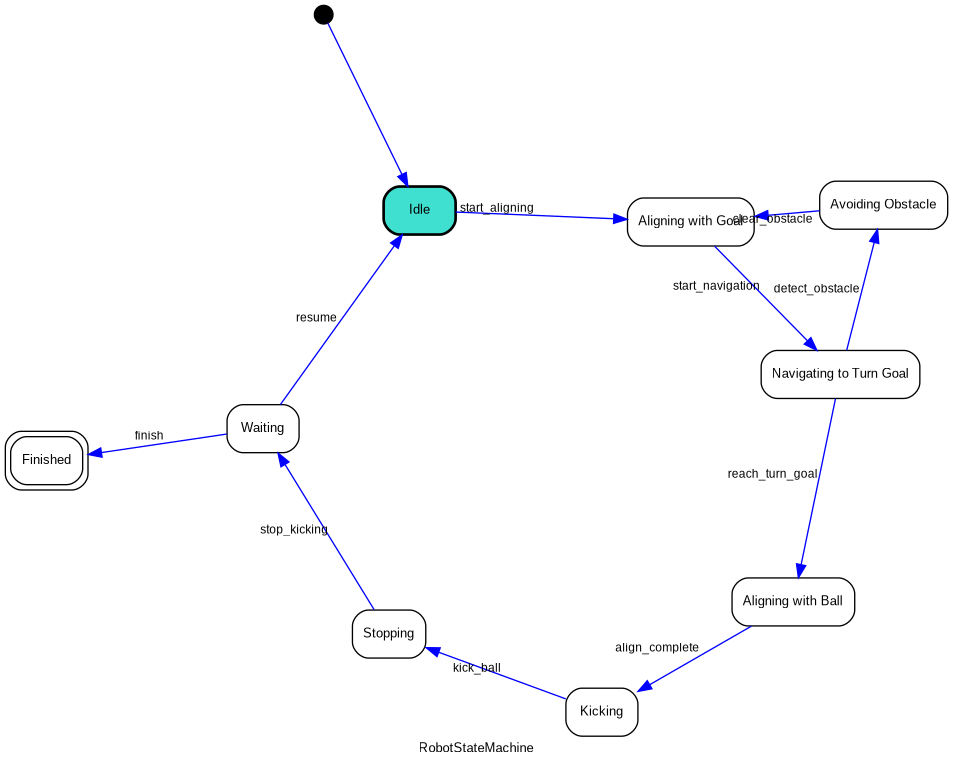 Idle
start_aligning
Aligning with Goal
clear_obstacle
Avoiding Obstacle
start_navigation
detect_obstacle
resume
Navigating to Turn Goal
Waiting
finish
Finished
reach_turn_goal
stop_kicking
Aligning with Ball
Stopping
align_complete
kick_ball
Kicking
RobotStateMachine